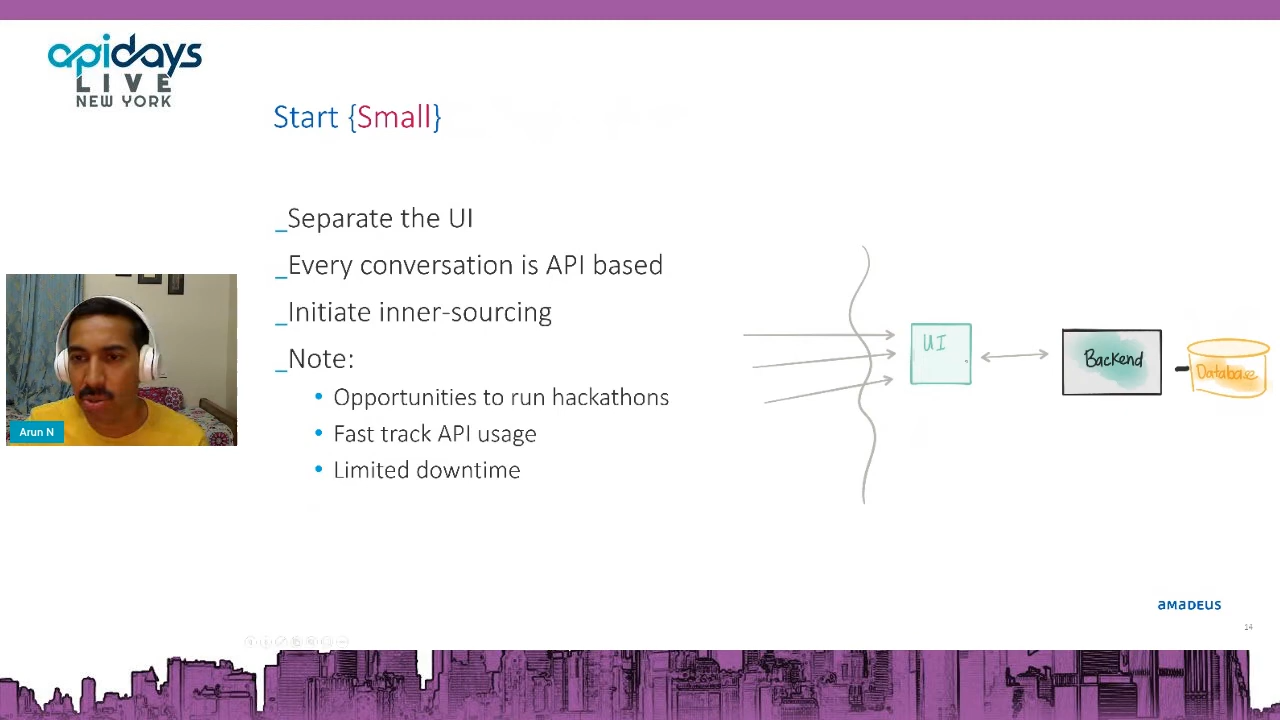 apidays
LIVE
NEW YORK
Start {Small}
_Separate the UI
_Every conversation is API based
_Initiate inner-sourcing
_Note:
• Opportunities to run hackathons
• Fast track API usage
• Limited downtime
UI
Backend
Database
Arun N
amadeus
14